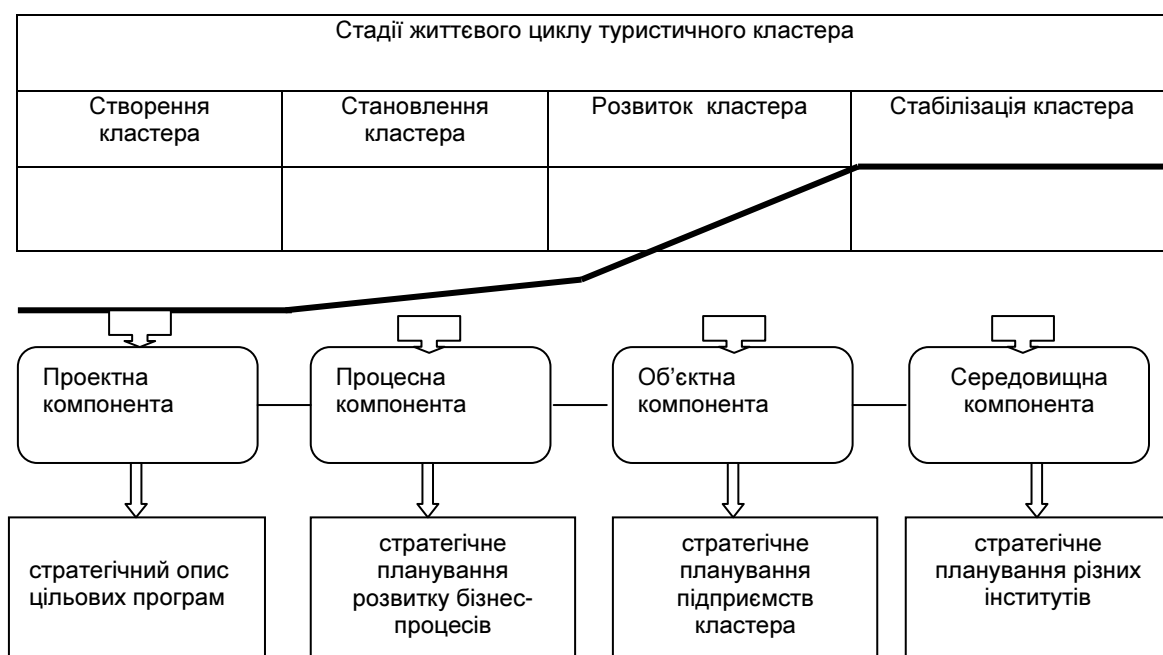 Стадії життєвого циклу туристичного кластера
Створення
кластера
Становлення
кластера
Розвиток кластера
Стабілізація кластера
Проектна
компонента
Процесна
компонента
Об’єктна
компонента
Середовищна
компонента
стратегічний опис
цільових програм
стратегічне
планування
розвитку бізнес-
процесів
стратегічне
планування
підприємств
кластера
стратегічне
планування різних
інститутів